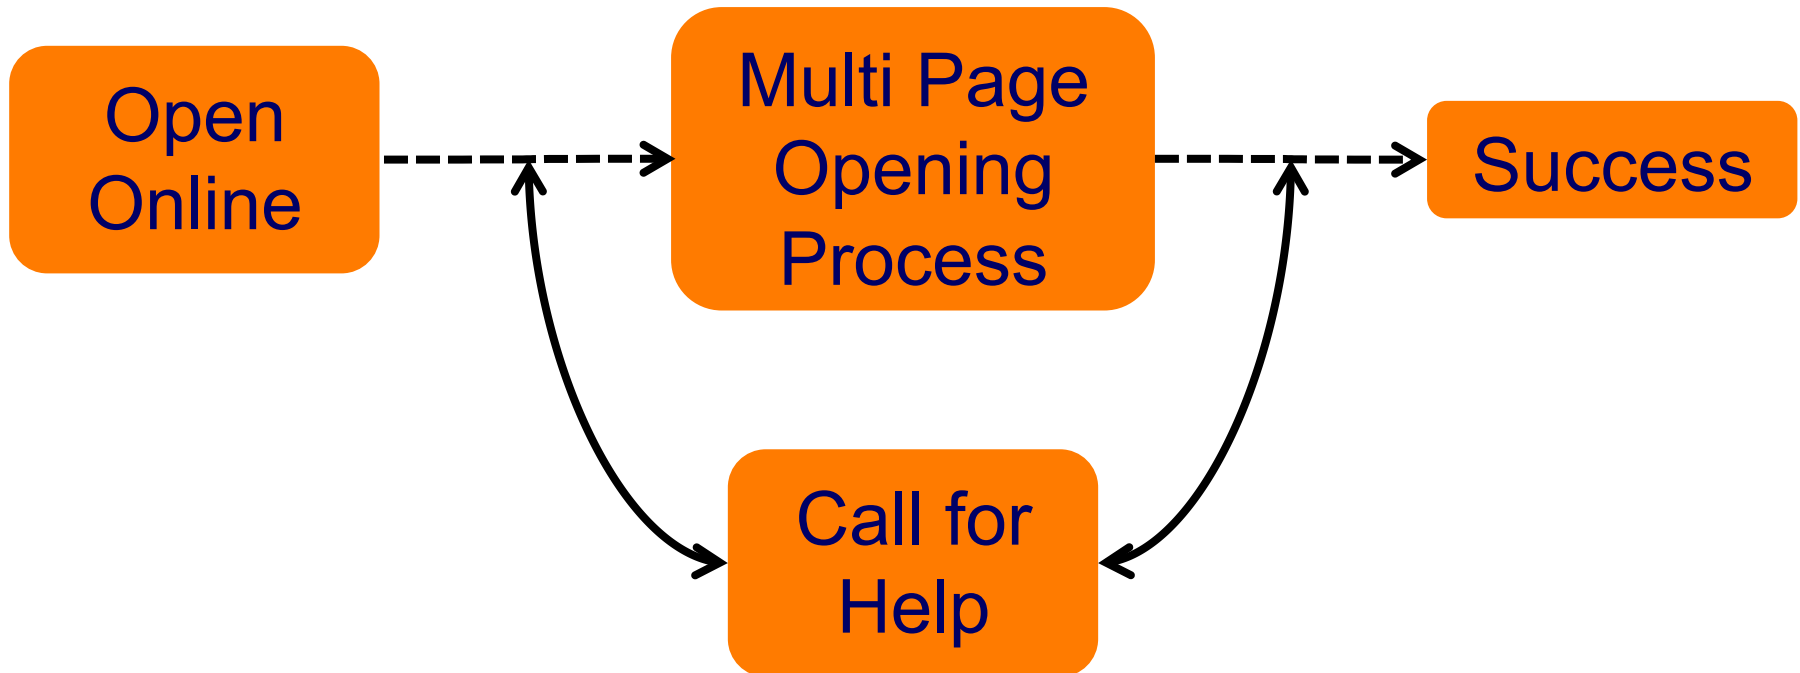 Open
Online
Multi Page
Opening
Process
Success
Call for
Help